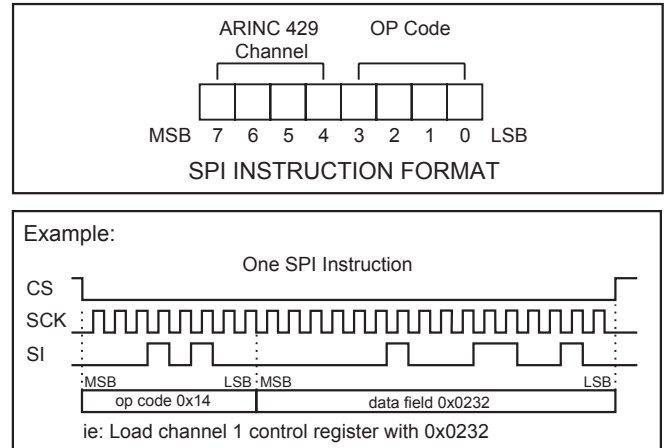 ARINC 429 OP Code
Channel
MSB 7 6 5 4 3 2 1 0 LSB
SPI INSTRUCTION FORMAT
Example:
One SPI Instruction
CS
SCK
SI
MSB LSB MSB LSB
op code 0x14 data field 0x0232
ie: Load channel 1 control register with 0x0232